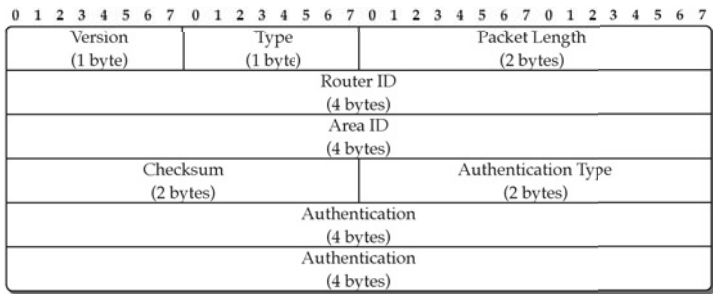 0 1 2 3 4 5 6 7 0 1 2 3 4 5 6 7 0 1 2 3 4 5 6 7 0 1 2 3 4 5 6 7
Version Type Packet Length
(1 byte) (1 byte) (2 bytes)
Router ID
(4 bytes)
Area ID
(4 bytes)
Checksum Authentication Type
(2 bytes) (2 bytes)
Authentication
(4 bytes)
Authentication
(4 bytes)